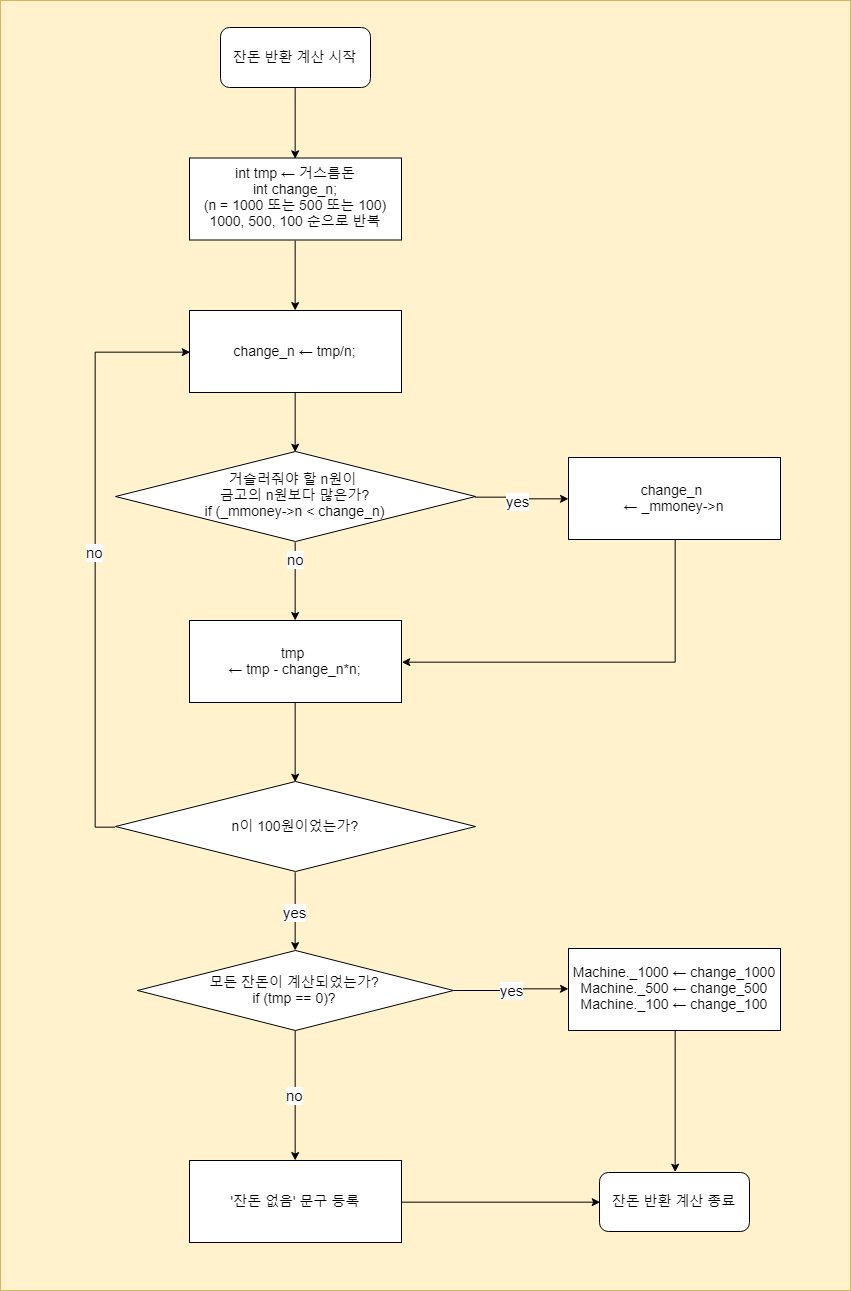 잔돈 반환 계산 시작
int tmp ← 거스름돈
int change_n;
(n = 1000 또는 500 또는 100)
1000, 500, 100 순으로 반복
change_n ← tmp/n;
거슬러줘야 할 n원이
금고의 n원보다 많은가?
if (_mmoney->n < change_n)
yes
change_n
← _mmoney->n
no
no
tmp
← tmp - change_n*n;
n이 100원이었는가?
yes
모든 잔돈이 계산되었는가?
if (tmp == 0)?
yes
Machine._1000 ← change_1000
Machine._500 ← change_500
Machine._100 ← change_100
no
'잔돈 없음' 문구 등록
잔돈 반환 계산 종료